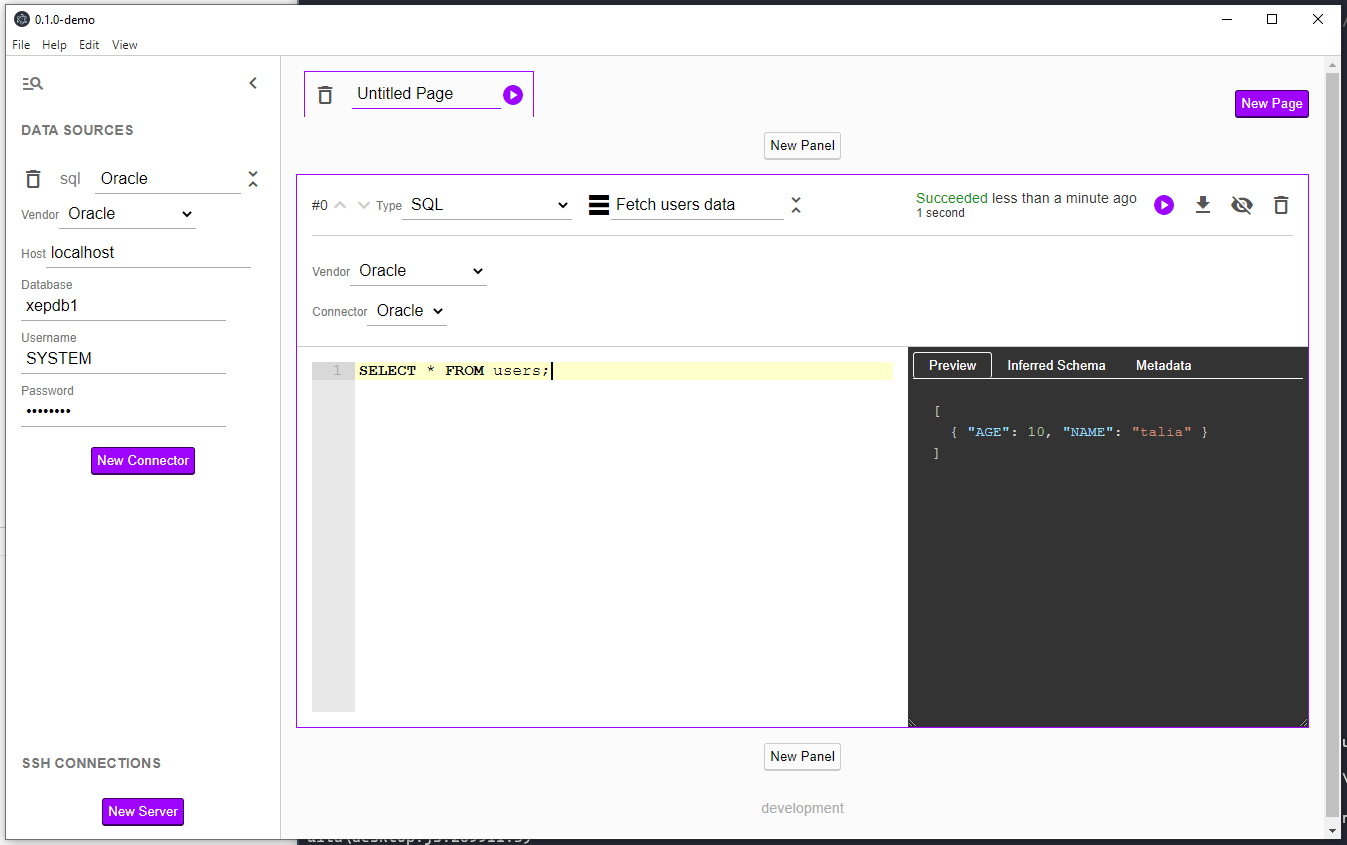 0.1.0-demo
File Help Edit View
DATA SOURCES
sql Oracle
Vendor Oracle
Host localhost
Database
xepdb1
Username
SYSTEM
Password
••••••••
New Connector
SSH CONNECTIONS
New Server
Untitled Page
New Page
New Panel
#0 Type SQL Fetch users data
Succeeded less than a minute ago
1 second
Vendor Oracle
Connector Oracle
1 SELECT * FROM users;
Preview Inferred Schema Metadata
[
{ "AGE": 10, "NAME": "talia" }
]
New Panel
development